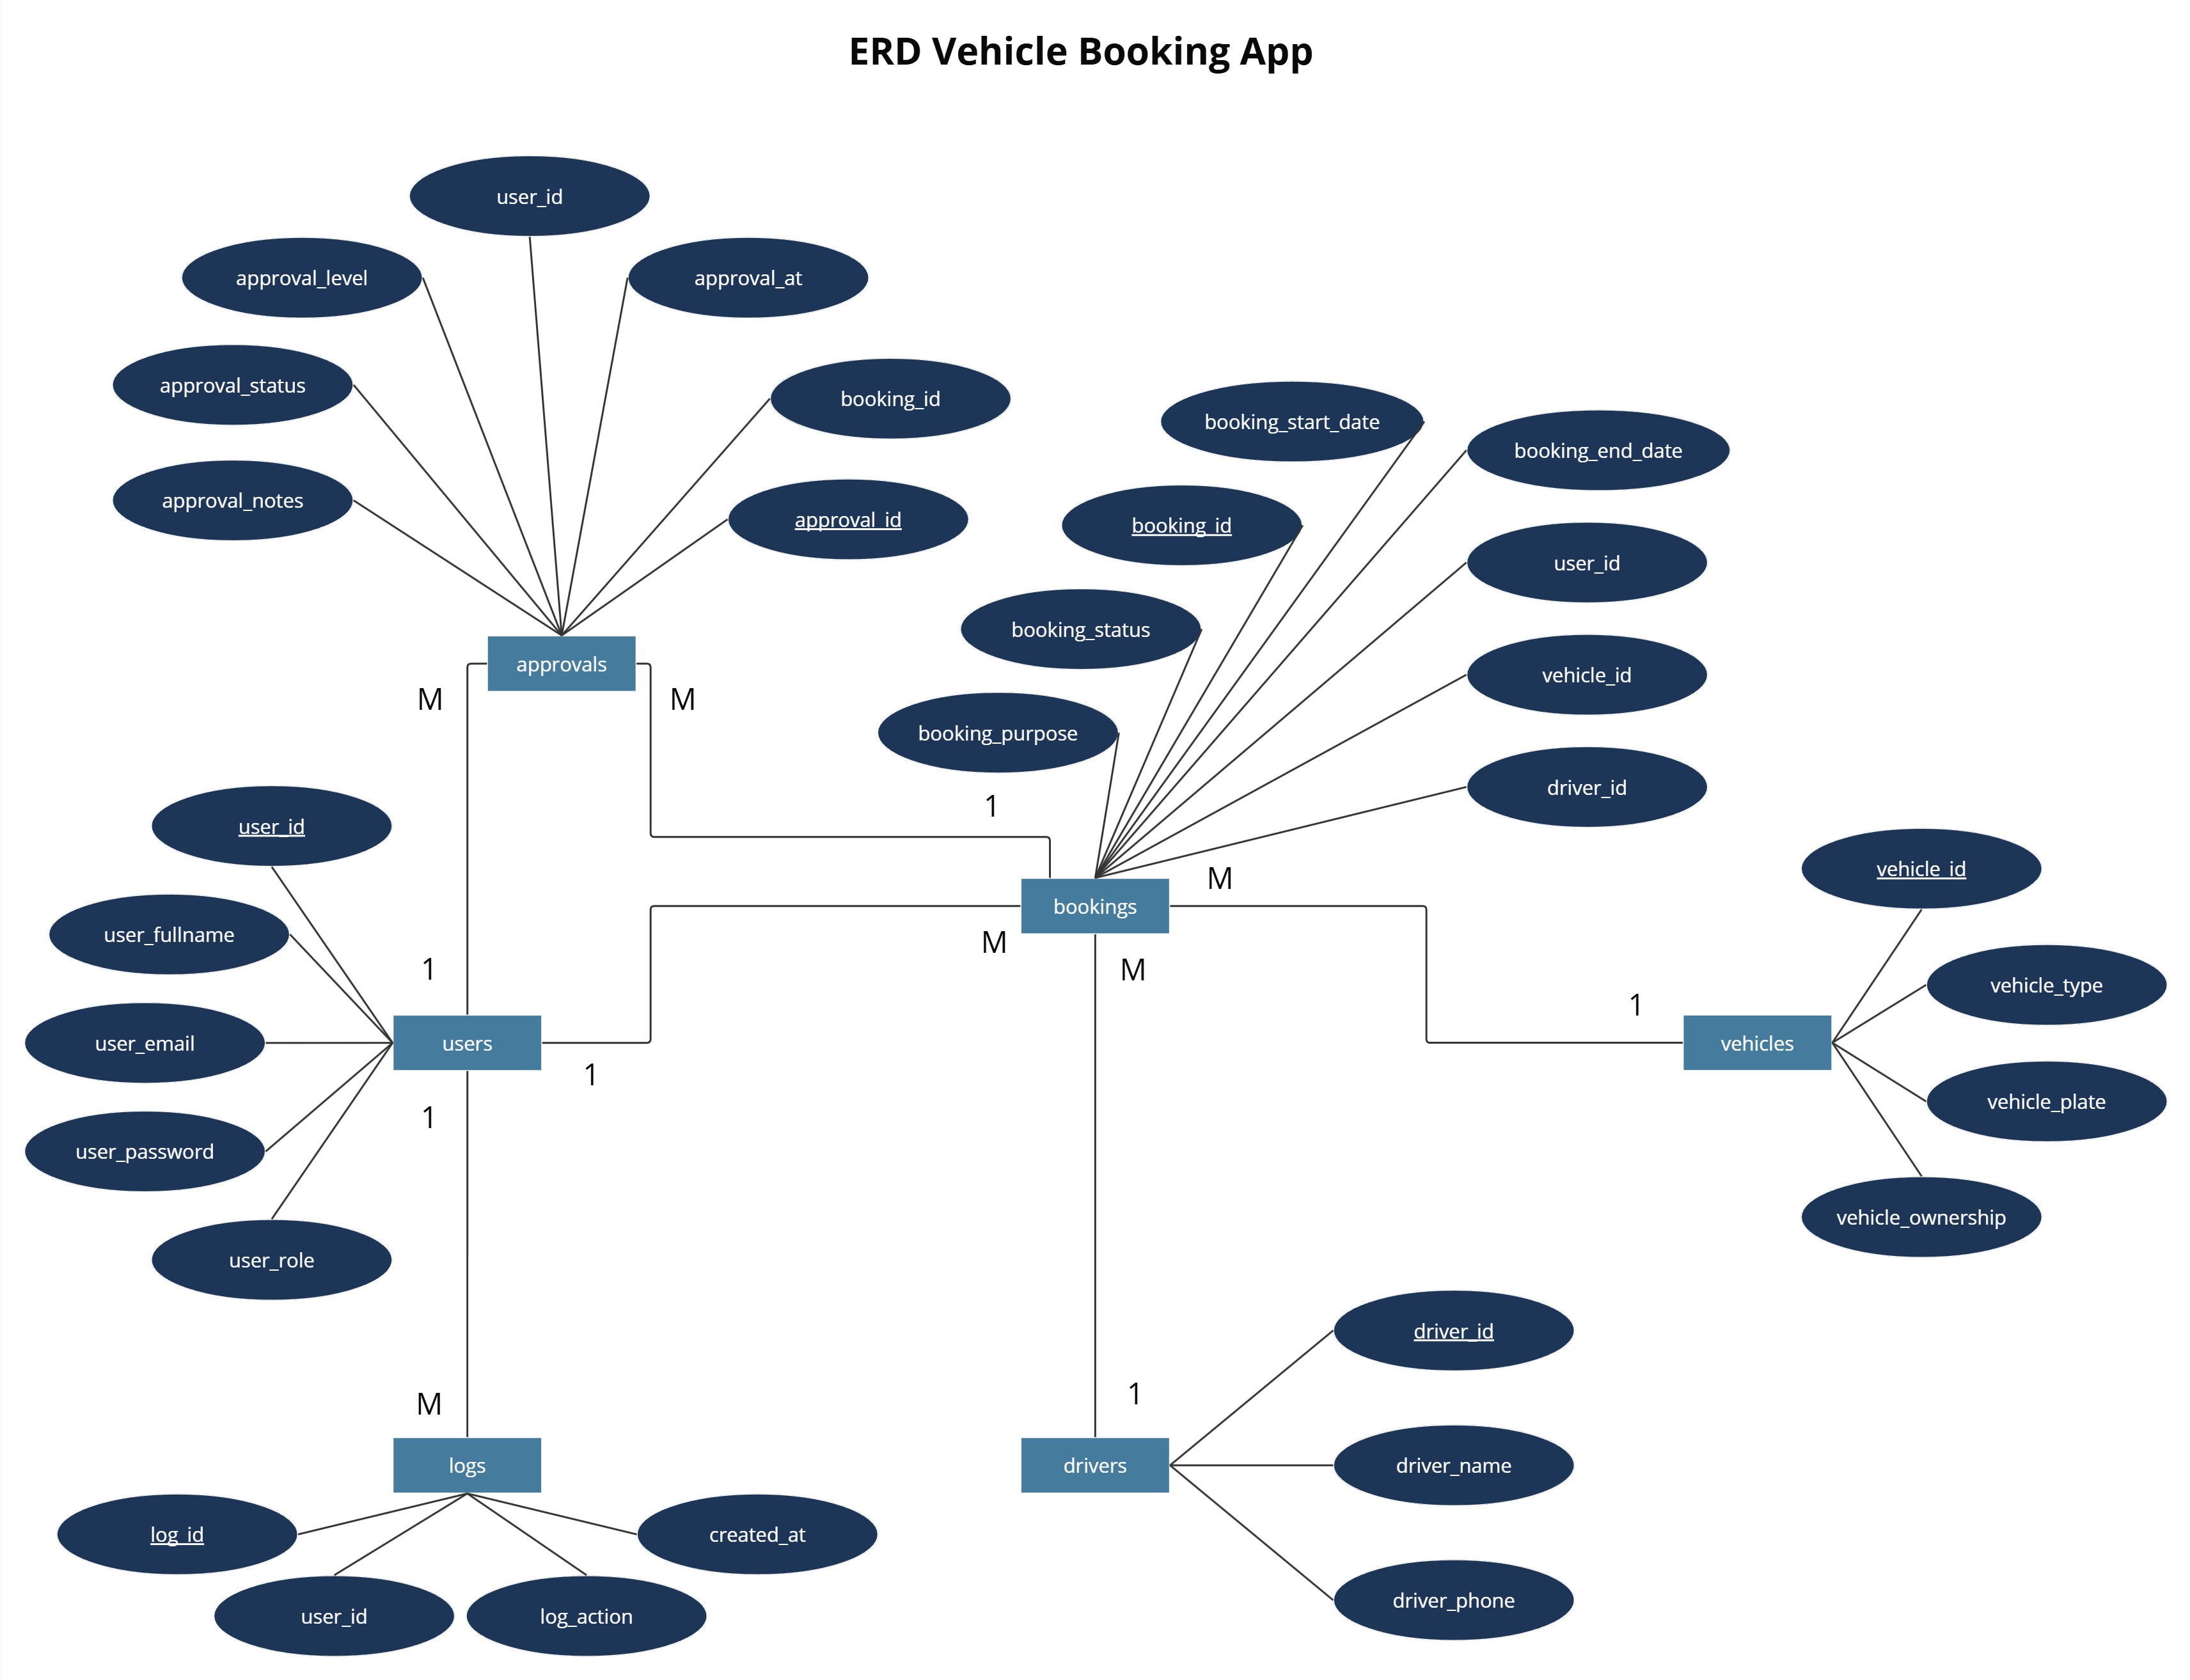 ERD Vehicle Booking App
user_id
approval_level
approval_at
approval_status
booking_id
approval_notes
approval_id
approvals
M
M
booking_start_date
booking_end_date
booking_id
user_id
booking_status
vehicle_id
booking_purpose
driver_id
1
M
bookings
M
M
user_id
user_fullname
user_email
user_password
user_role
1
users
1
1
vehicle_id
vehicle_type
vehicle_plate
vehicle_ownership
1
vehicles
M
logs
log_id
created_at
user_id
log_action
1
drivers
driver_id
driver_name
driver_phone